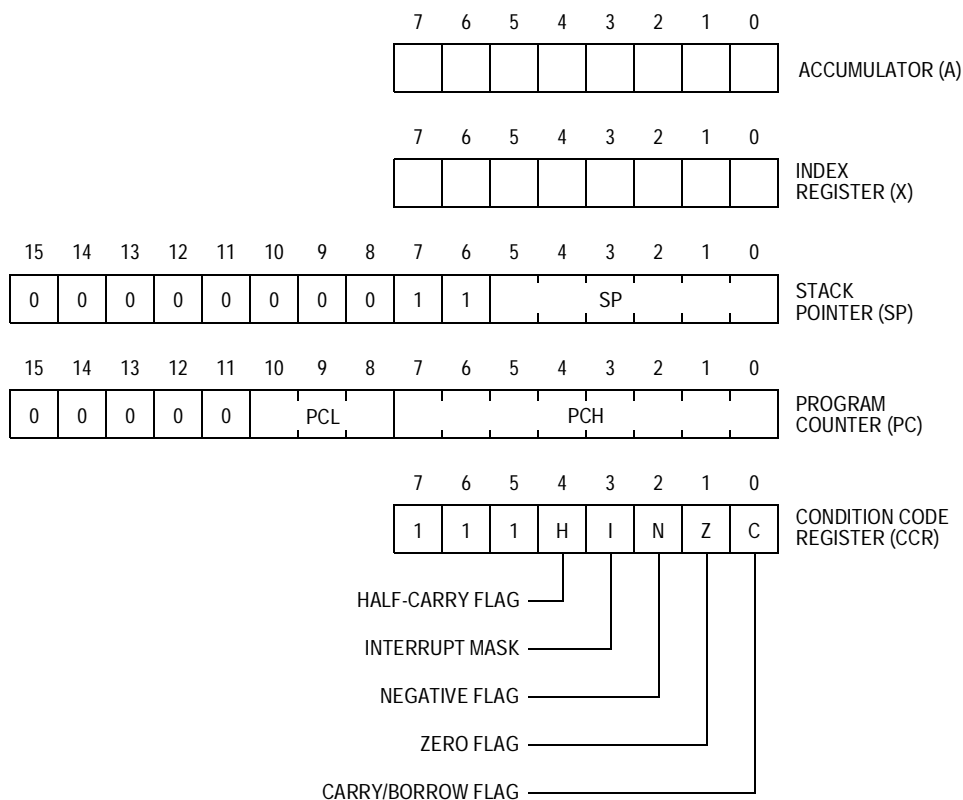 7 6 5 4 3 2 1 0
ACCUMULATOR (A)
7 6 5 4 3 2 1 0
INDEX
REGISTER (X)
15 14 13 12 11 10 9 8 7 6 5 4 3 2 1 0
0 0 0 0 0 0 0 0 1 1 SP
STACK
POINTER (SP)
15 14 13 12 11 10 9 8 7 6 5 4 3 2 1 0
0 0 0 0 0 PCL PCH
PROGRAM
COUNTER (PC)
7 6 5 4 3 2 1 0
1 1 1 H I N Z C
CONDITION CODE
REGISTER (CCR)
HALF-CARRY FLAG
INTERRUPT MASK
NEGATIVE FLAG
ZERO FLAG
CARRY/BORROW FLAG